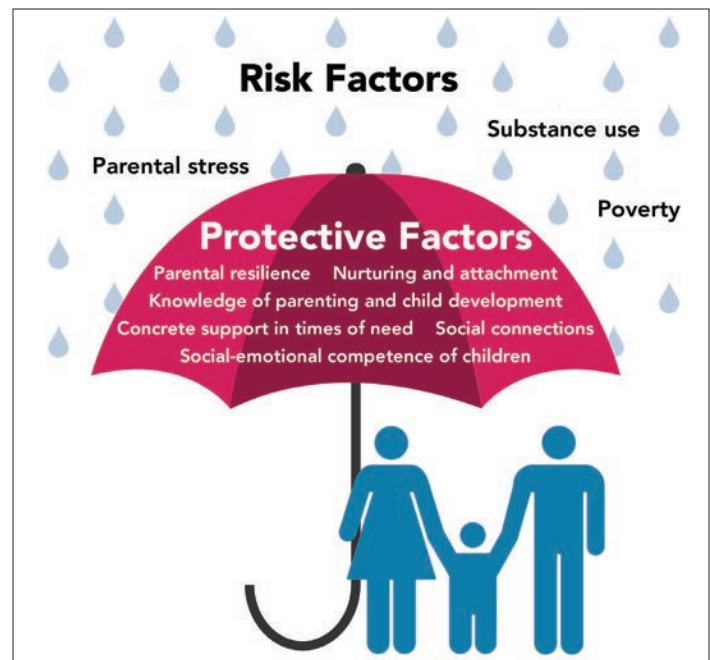 Risk Factors
Substance use
Parental stress
Poverty
Protective Factors
Parental resilience Nurturing and attachment
Knowledge of parenting and child development
Concrete support in times of need Social connections
Social-emotional competence of children